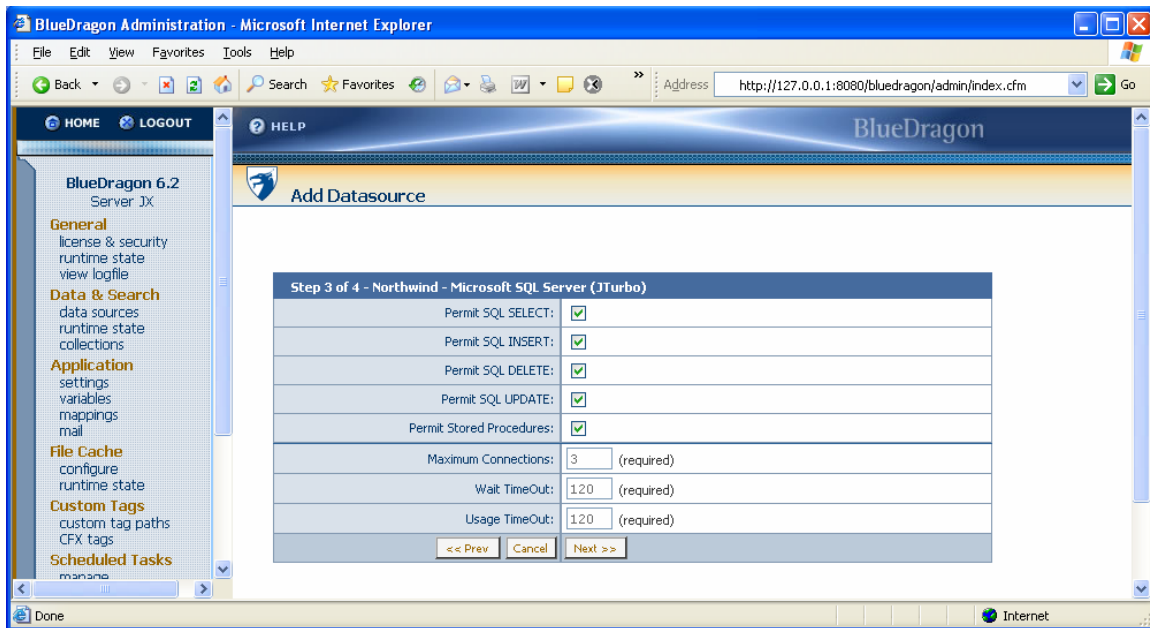 BlueDragon Administration - Microsoft Internet Explorer
File Edit View Favorites Tools Help
Back Search Favorites » Address http://127.0.0.1:8080/bluedragon/admin/index.cfm Go
HOME LOGOUT
HELP
BlueDragon
BlueDragon 6.2
Server JX
General
license & security
runtime state
view logfile
Data & Search
data sources
runtime state
collections
Application
settings
variables
mappings
mail
File Cache
configure
runtime state
Custom Tags
custom tag paths
CFX tags
Scheduled Tasks
manage
Add Datasource
Step 3 of 4 - Northwind - Microsoft SQL Server (JTurbo)
Permit SQL SELECT:
Permit SQL INSERT:
Permit SQL DELETE:
Permit SQL UPDATE:
Permit Stored Procedures:
Maximum Connections: 3 (required)
Wait TimeOut: 120 (required)
Usage TimeOut: 120 (required)
<< Prev Cancel Next >>
Done Internet